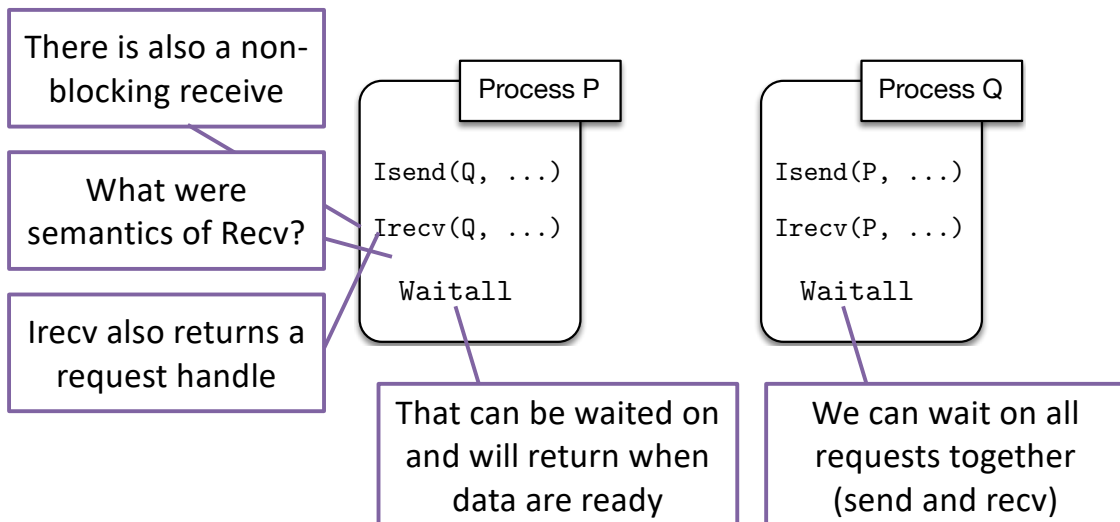 There is also a non-
blocking receive
What were
semantics of Recv?
Irecv also returns a
request handle
Process P
Isend(Q, ...)
Irecv(Q, ...)
Waitall
That can be waited on
and will return when
data are ready
Process Q
Isend(P, ...)
Irecv(P, ...)
Waitall
We can wait on all
requests together
(send and recv)